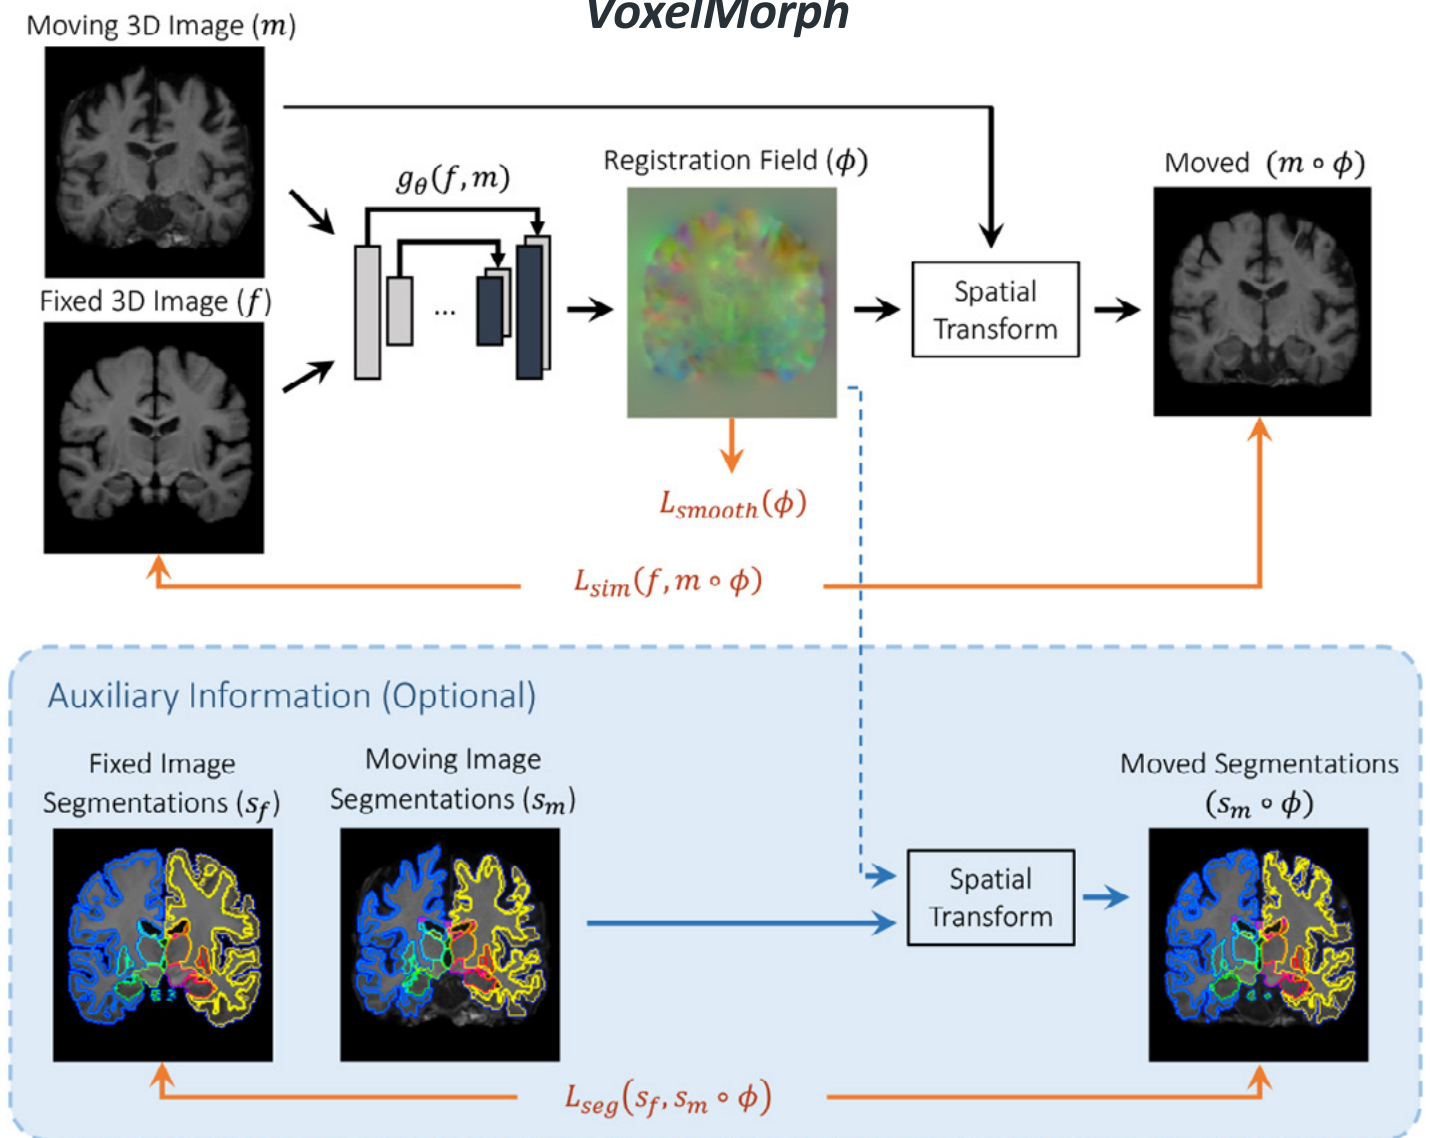 VoxelMorph
Moving 3D Image (m)
g_θ(f, m)
Registration Field (ϕ)
Moved (m ∘ ϕ)
Fixed 3D Image (f)
...
Spatial
Transform
L_smooth(ϕ)
L_sim(f, m ∘ ϕ)
Auxiliary Information (Optional)
Fixed Image
Segmentations (s_f)
Moving Image
Segmentations (s_m)
Moved Segmentations
(s_m ∘ ϕ)
Spatial
Transform
L_seg(s_f, s_m ∘ ϕ)